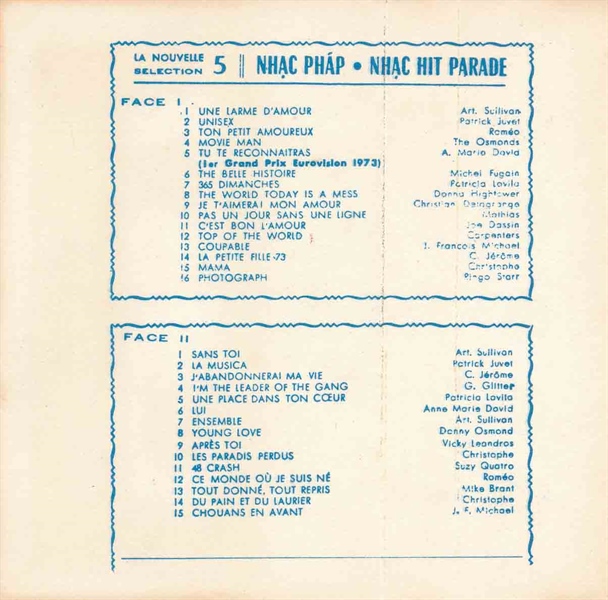 LA NOUVELLE
SELECTION 5 || NHẠC PHÁP • NHẠC HIT PARADE
FACE I
1 UNE LARME D'AMOUR Art. Sullivan
2 UNISEX Patrick Juvet
3 TON PETIT AMOUREUX Roméo
4 MOVIE MAN The Osmonds
5 TU TE RECONNAITRAS A. Marie David
(1er Grand Prix Eurovision 1973)
6 THE BELLE HISTOIRE Michel Fugain
7 365 DIMANCHES Patricia Lavila
8 THE WORLD TODAY IS A MESS Donna Hightower
9 JE T'AIMERAI MON AMOUR Christian Delagrange
10 PAS UN JOUR SANS UNE LIGNE Mathias
11 C'EST BON L'AMOUR Joe Dassin
12 TOP OF THE WORLD Carpenters
13 COUPABLE J. Francois Michael
14 LA PETITE FILLE-73 C. Jérôme
15 MAMA Christophe
16 PHOTOGRAPH Ringo Starr
FACE II
1 SANS TOI Art. Sullivan
2 LA MUSICA Patrick Juvet
3 J'ABANDONNERAI MA VIE C. Jérôme
4 I'M THE LEADER OF THE GANG G. Glitter
5 UNE PLACE DANS TON CŒUR Patricia Lavila
6 LUI Anne Marie David
7 ENSEMBLE Art. Sullivan
8 YOUNG LOVE Donny Osmond
9 APRÈS TOI Vicky Leandros
10 LES PARADIS PERDUS Christophe
11 48 CRASH Suzy Quatro
12 CE MONDE OÙ JE SUIS NÉ Roméo
13 TOUT DONNÉ, TOUT REPRIS Mike Brant
14 DU PAIN ET DU LAURIER Christophe
15 CHOUANS EN AVANT J. F. Michael